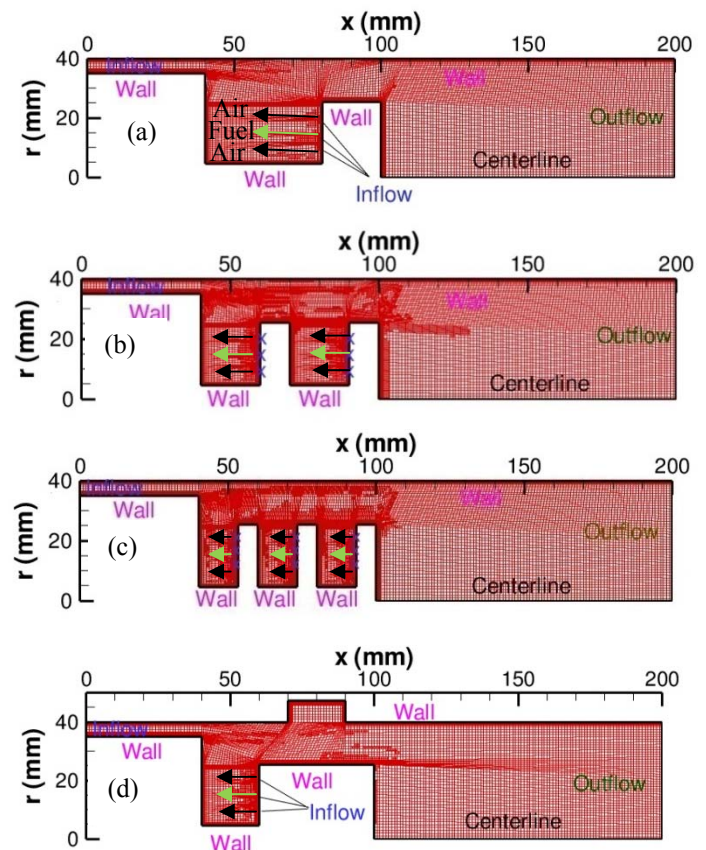 x (mm)
0 50 100 150 200
r (mm)
40
20
0
Inflow
Wall
(a)
Air
Fuel
Air
Wall
Wall
Wall
Inflow
Outflow
Centerline
x (mm)
0 50 100 150 200
r (mm)
40
20
0
Inflow
Wall
(b)
X X
X X
X X
Wall Wall
Wall
Outflow
Centerline
x (mm)
0 50 100 150 200
r (mm)
40
20
0
Inflow
Wall
(c)
Wall Wall Wall
Wall
Outflow
Centerline
x (mm)
0 50 100 150 200
r (mm)
40
20
0
Inflow
Wall
Wall
(d)
Wall
Inflow
Wall
Outflow
Centerline